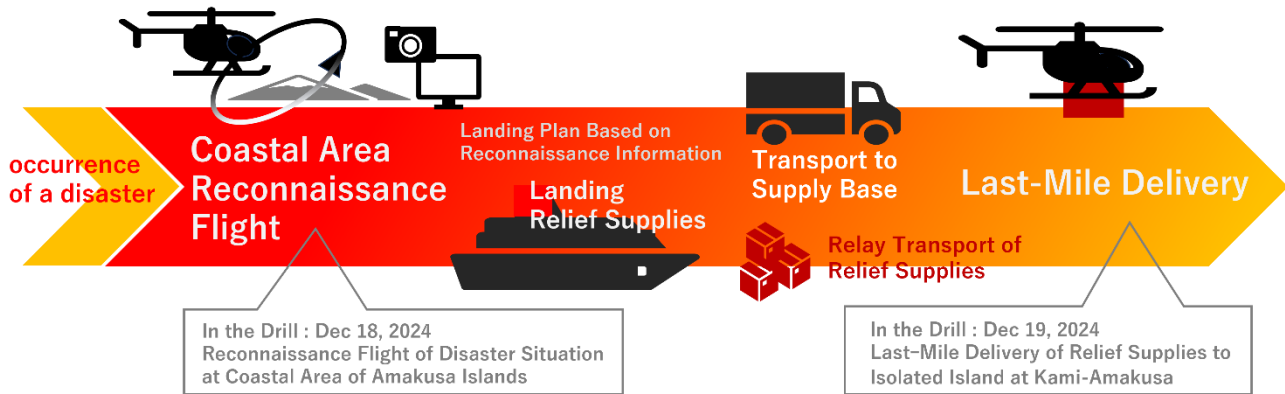 occurrence
of a disaster
Coastal Area
Reconnaissance
Flight
Landing Plan Based on
Reconnaissance Information
Landing
Relief Supplies
Transport to
Supply Base
Relay Transport of
Relief Supplies
Last-Mile Delivery
In the Drill : Dec 18, 2024
Reconnaissance Flight of Disaster Situation
at Coastal Area of Amakusa Islands
In the Drill : Dec 19, 2024
Last-Mile Delivery of Relief Supplies to
Isolated Island at Kami-Amakusa